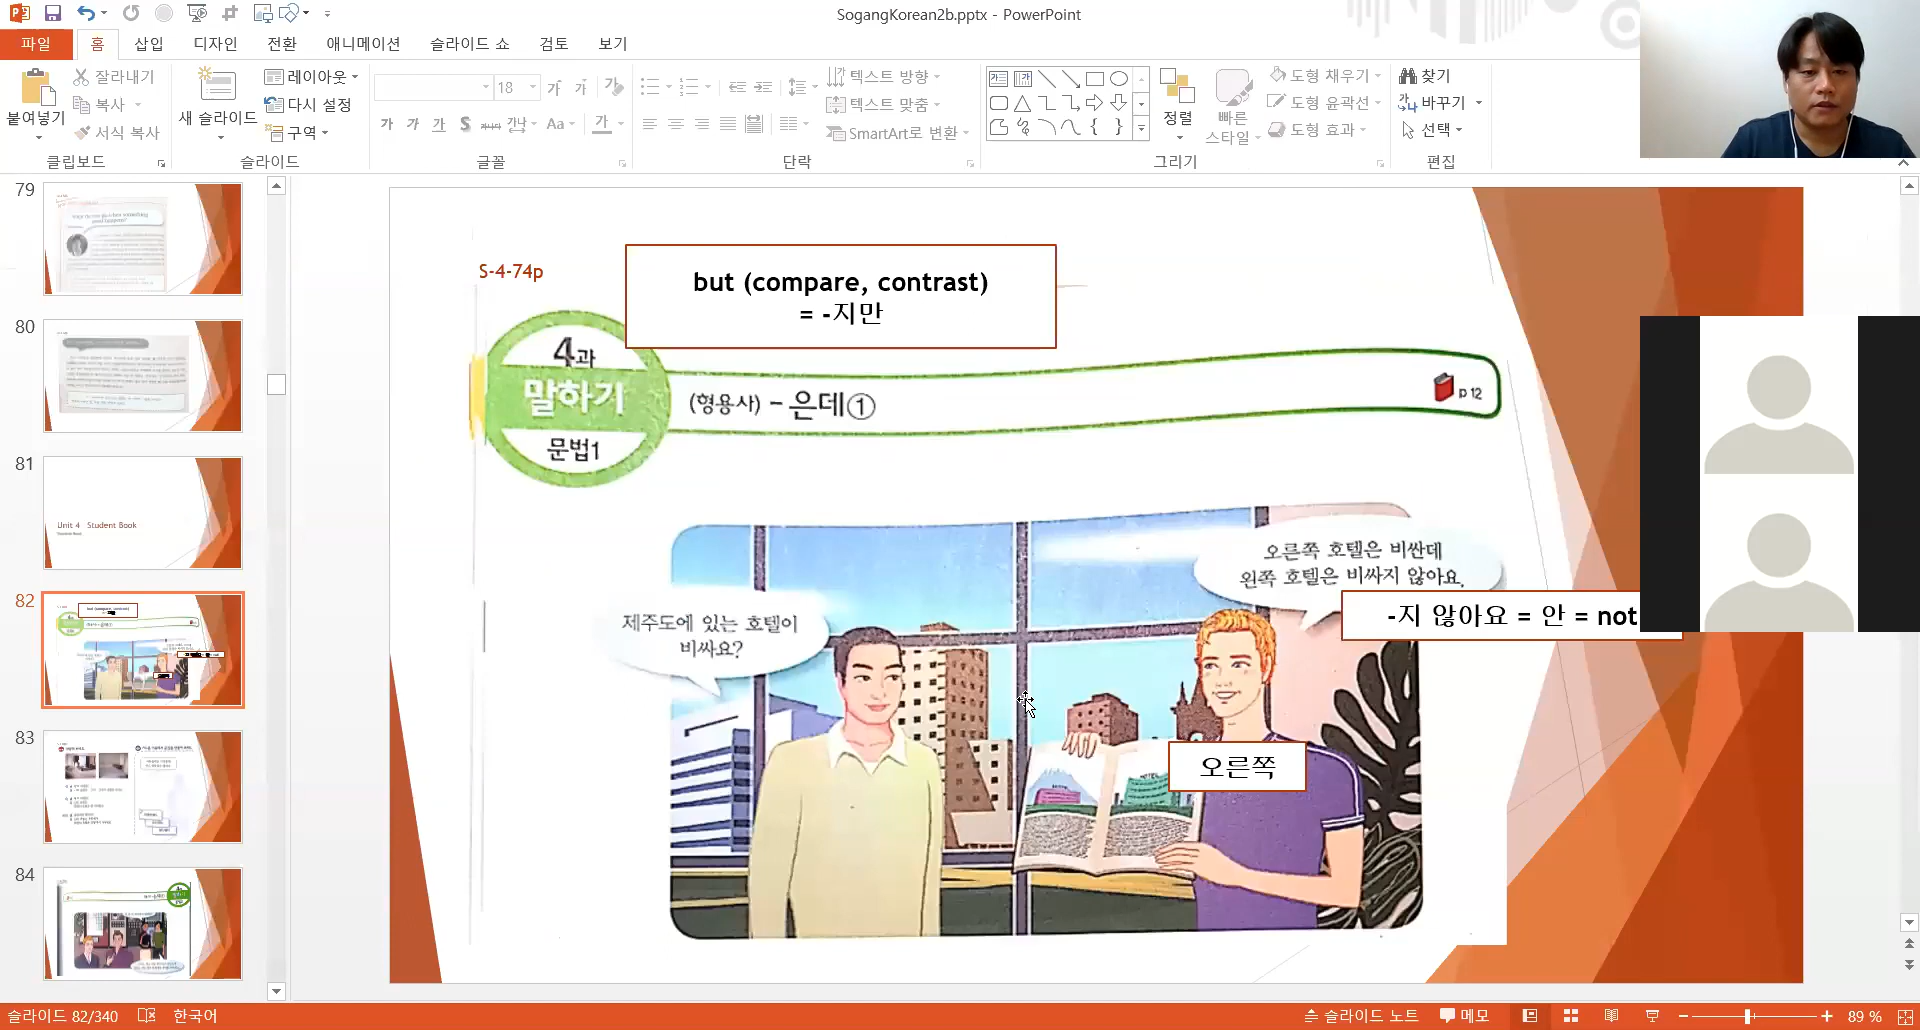 SogangKorean2b.pptx - PowerPoint
파일
홈
삽입
디자인
전환
애니메이션
슬라이드 쇼
검토
보기
붙여넣기
잘라내기
복사
서식 복사
클립보드
새 슬라이드
레이아웃
다시 설정
구역
슬라이드
18
가 가 가 S 간 Aa 가
글꼴
텍스트 방향
텍스트 맞춤
SmartArt로 변환
단락
정렬
빠른
스타일
도형 채우기
도형 윤곽선
도형 효과
그리기
찾기
바꾸기
선택
편집
79
80
81
Unit 4 Student Book
82
83
84
S-4-74p
but (compare, contrast)
= -지만
4과
말하기
문법1
(형용사) - 은데①
p 12
오른쪽 호텔은 비싼데
왼쪽 호텔은 비싸지 않아요.
제주도에 있는 호텔이
비싸요?
-지 않아요 = 안 = not
오른쪽
슬라이드 82/340
한국어
슬라이드 노트
메모
89 %